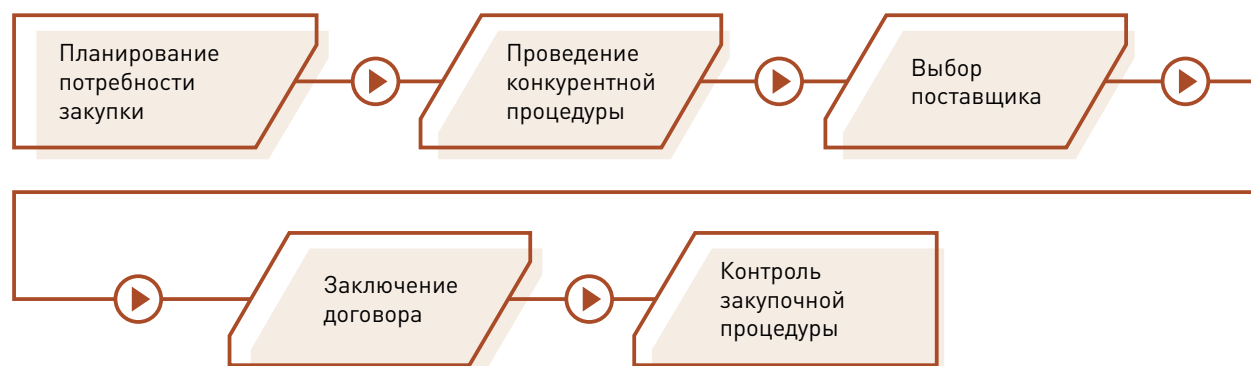 Планирование
потребности
закупки
Проведение
конкурентной
процедуры
Выбор
поставщика
Заключение
договора
Контроль
закупочной
процедуры